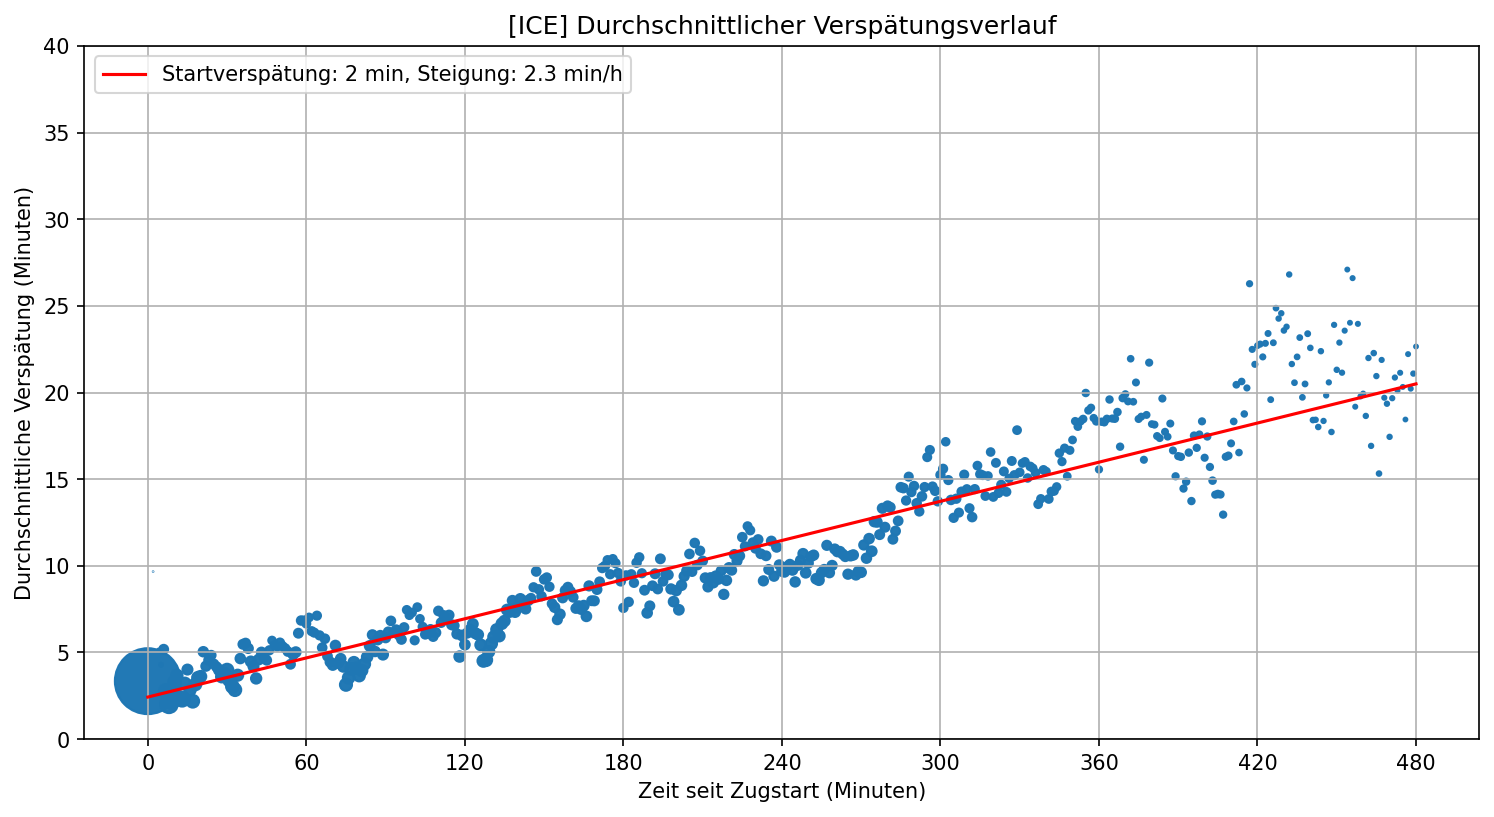 [ICE] Durchschnittlicher Verspätungsverlauf
Startverspätung: 2 min, Steigung: 2.3 min/h
Durchschnittliche Verspätung (Minuten)
40
35
30
25
20
15
10
5
0
0 60 120 180 240 300 360 420 480
Zeit seit Zugstart (Minuten)